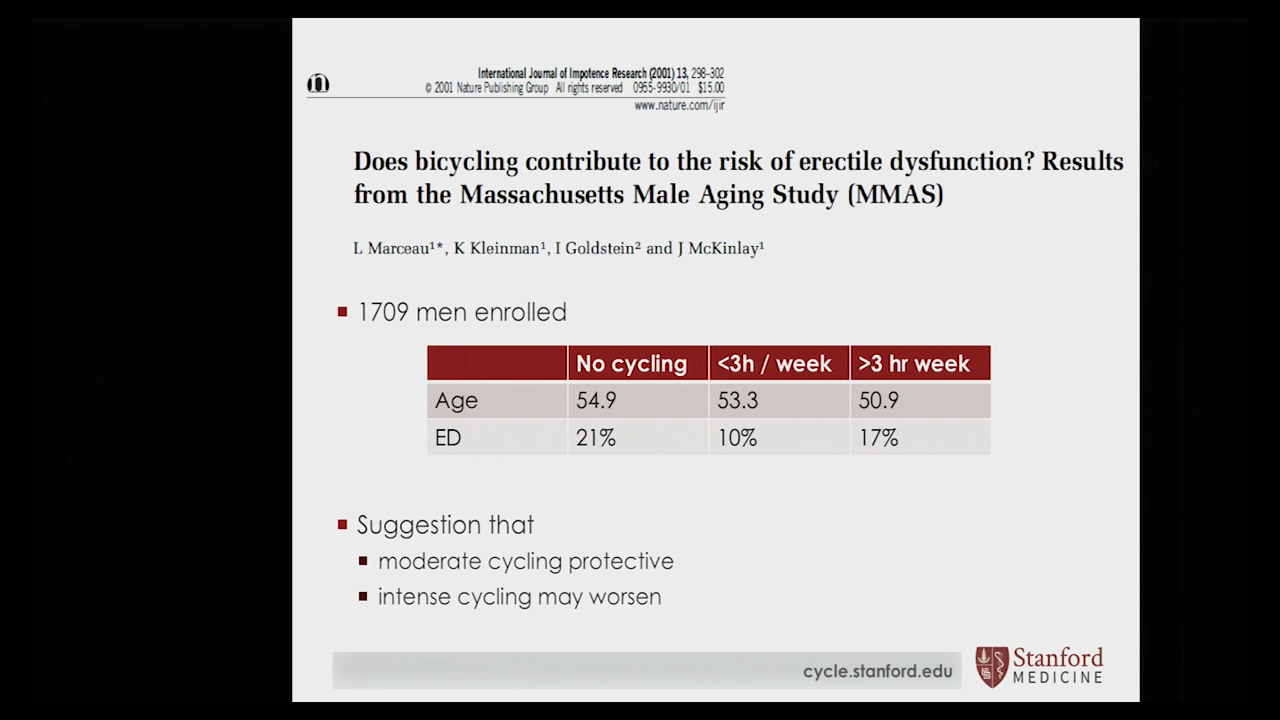 International Journal of Impotence Research (2001) 13, 298–302
© 2001 Nature Publishing Group All rights reserved 0955-9930/01 $15.00
www.nature.com/ijir
Does bicycling contribute to the risk of erectile dysfunction? Results
from the Massachusetts Male Aging Study (MMAS)
L Marceau¹*, K Kleinman¹, I Goldstein² and J McKinlay¹
1709 men enrolled
No cycling <3h / week >3 hr week
Age 54.9 53.3 50.9
ED 21% 10% 17%
Suggestion that
moderate cycling protective
intense cycling may worsen
cycle.stanford.edu
Stanford
MEDICINE